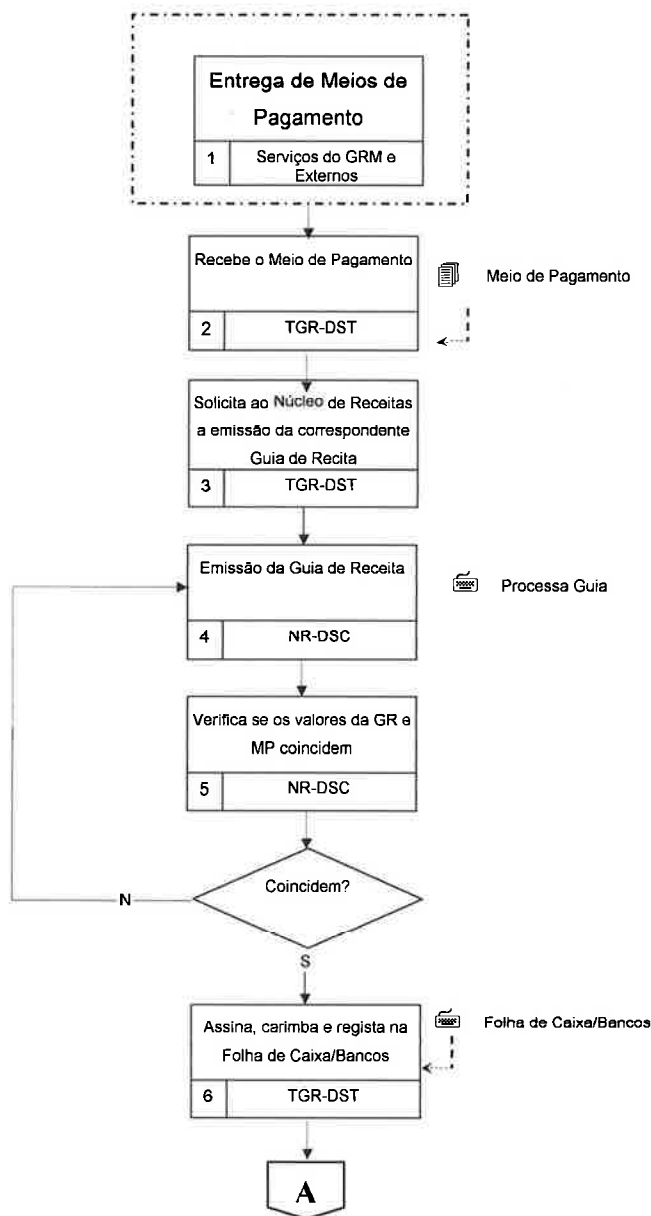 Entrega de Meios de
Pagamento
1
Serviços do GRM e
Externos
Recebe o Meio de Pagamento
2
TGR-DST
Meio de Pagamento
Solicita ao Núcleo de Receitas
a emissão da correspondente
Guia de Recita
3
TGR-DST
Emissão da Guia de Receita
4
NR-DSC
Processa Guia
Verifica se os valores da GR e
MP coincidem
5
NR-DSC
Coincidem?
N
S
Assina, carimba e regista na
Folha de Caixa/Bancos
6
TGR-DST
Folha de Caixa/Bancos
A